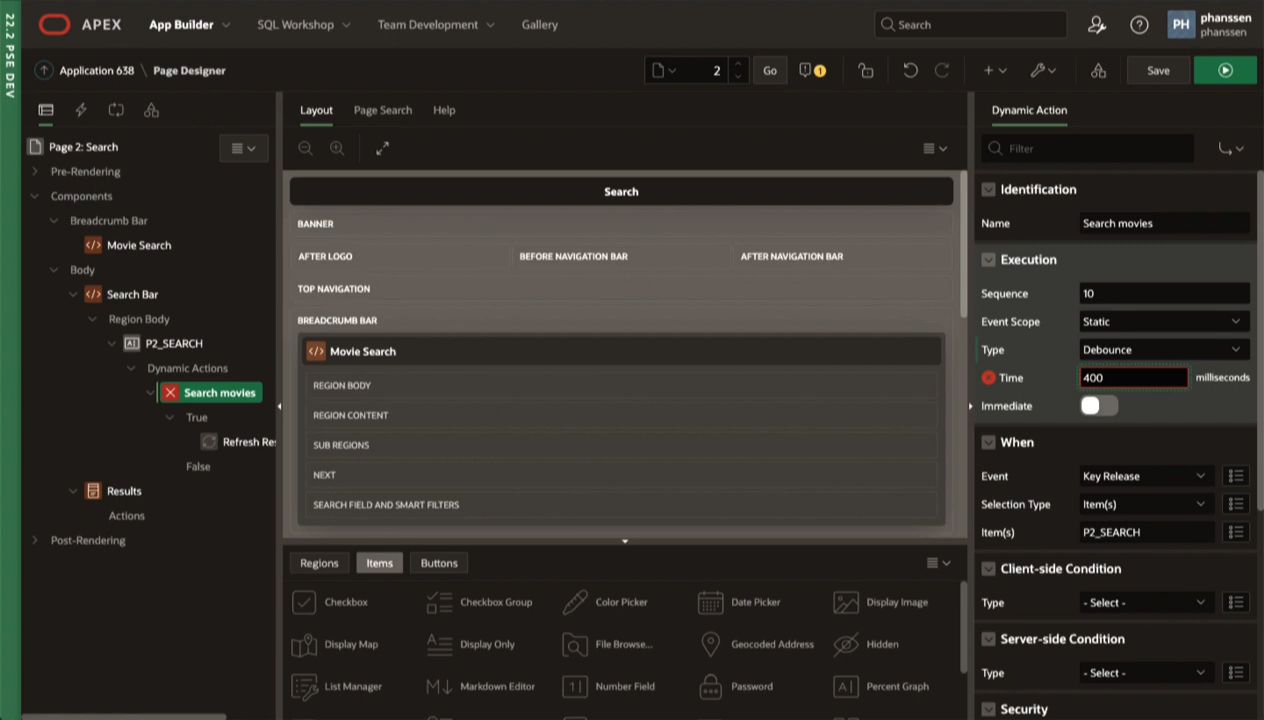 22.2 PSE DEV
APEX
App Builder
SQL Workshop
Team Development
Gallery
Search
PH
phanssen
phanssen
Application 638 \ Page Designer
2
Go
1
Save
Page 2: Search
Pre-Rendering
Components
Breadcrumb Bar
Movie Search
Body
Search Bar
Region Body
P2_SEARCH
Dynamic Actions
Search movies
True
Refresh Res
False
Results
Actions
Post-Rendering
Layout
Page Search
Help
Search
BANNER
AFTER LOGO
BEFORE NAVIGATION BAR
AFTER NAVIGATION BAR
TOP NAVIGATION
BREADCRUMB BAR
Movie Search
REGION BODY
REGION CONTENT
SUB REGIONS
NEXT
SEARCH FIELD AND SMART FILTERS
Regions
Items
Buttons
Checkbox
Checkbox Group
Color Picker
Date Picker
Display Image
Display Map
Display Only
File Browse...
Geocoded Address
Hidden
List Manager
Markdown Editor
Number Field
Password
Percent Graph
Dynamic Action
Filter
Identification
Name
Search movies
Execution
Sequence
10
Event Scope
Static
Type
Debounce
Time
400
milliseconds
Immediate
When
Event
Key Release
Selection Type
Item(s)
Item(s)
P2_SEARCH
Client-side Condition
Type
- Select -
Server-side Condition
Type
- Select -
Security